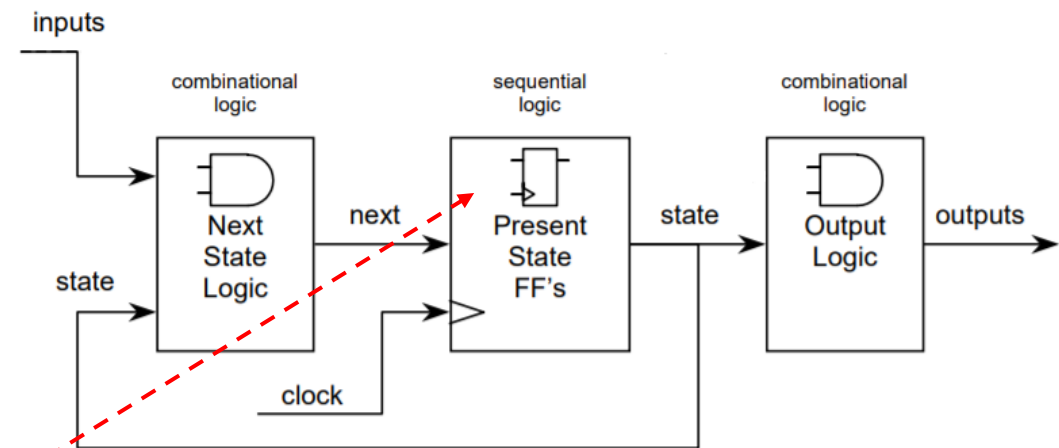 inputs
combinational
logic
sequential
logic
combinational
logic
Next
State
Logic
next
Present
State
FF's
state
Output
Logic
outputs
state
clock